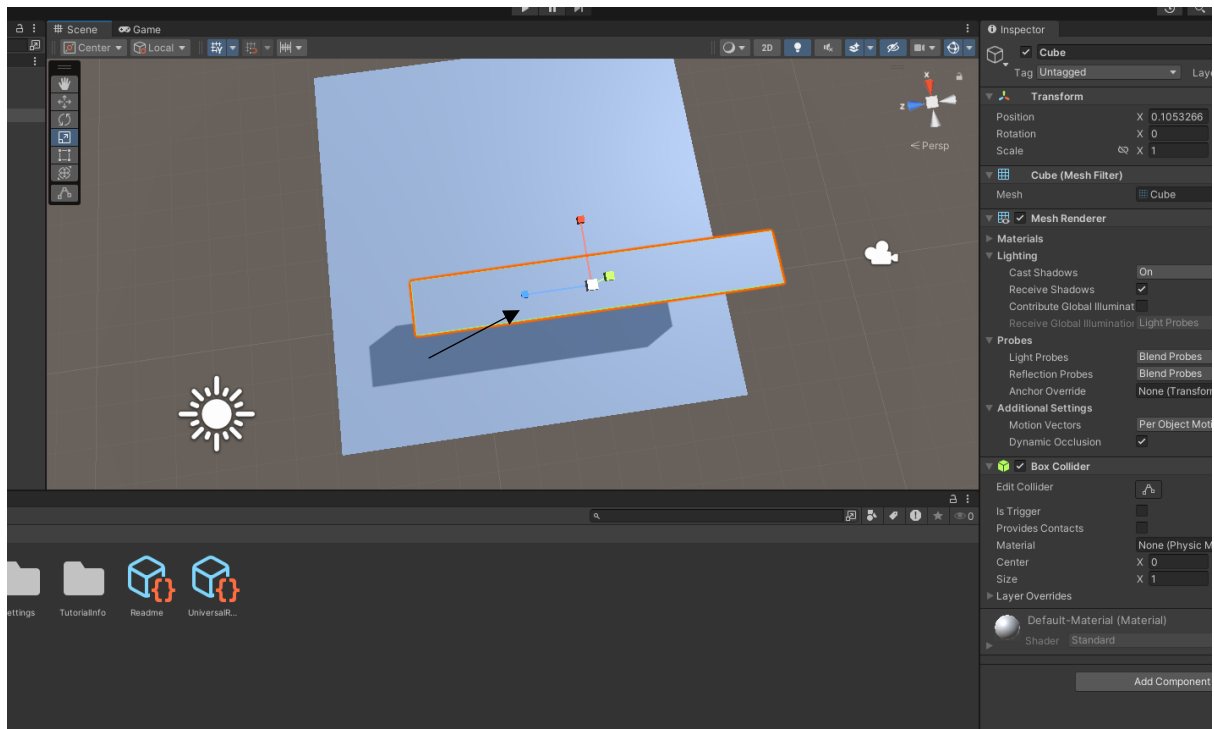 Scene Game
Center Local 2D
x
z
Persp
Inspector
Cube
Tag Untagged Laye
Transform
Position X 0.1053266
Rotation X 0
Scale X 1
Cube (Mesh Filter)
Mesh Cube
Mesh Renderer
Materials
Lighting
Cast Shadows On
Receive Shadows
Contribute Global Illuminat
Receive Global Illumination Light Probes
Probes
Light Probes Blend Probes
Reflection Probes Blend Probes
Anchor Override None (Transfor
Additional Settings
Motion Vectors Per Object Moti
Dynamic Occlusion
Box Collider
Edit Collider
Is Trigger
Provides Contacts
Material None (Physic M
Center X 0
Size X 1
Layer Overrides
Default-Material (Material)
Shader Standard
Add Component
0
ettings TutorialInfo Readme UniversalR...